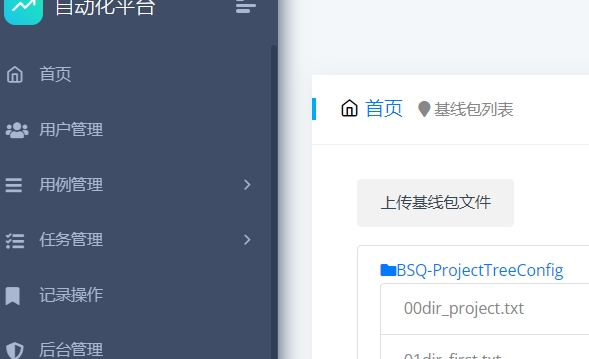 自动化平台
首页
用户管理
用例管理
任务管理
记录操作
后台管理
首页 基线包列表
上传基线包文件
BSQ-ProjectTreeConfig
00dir_project.txt
01dir_first.txt